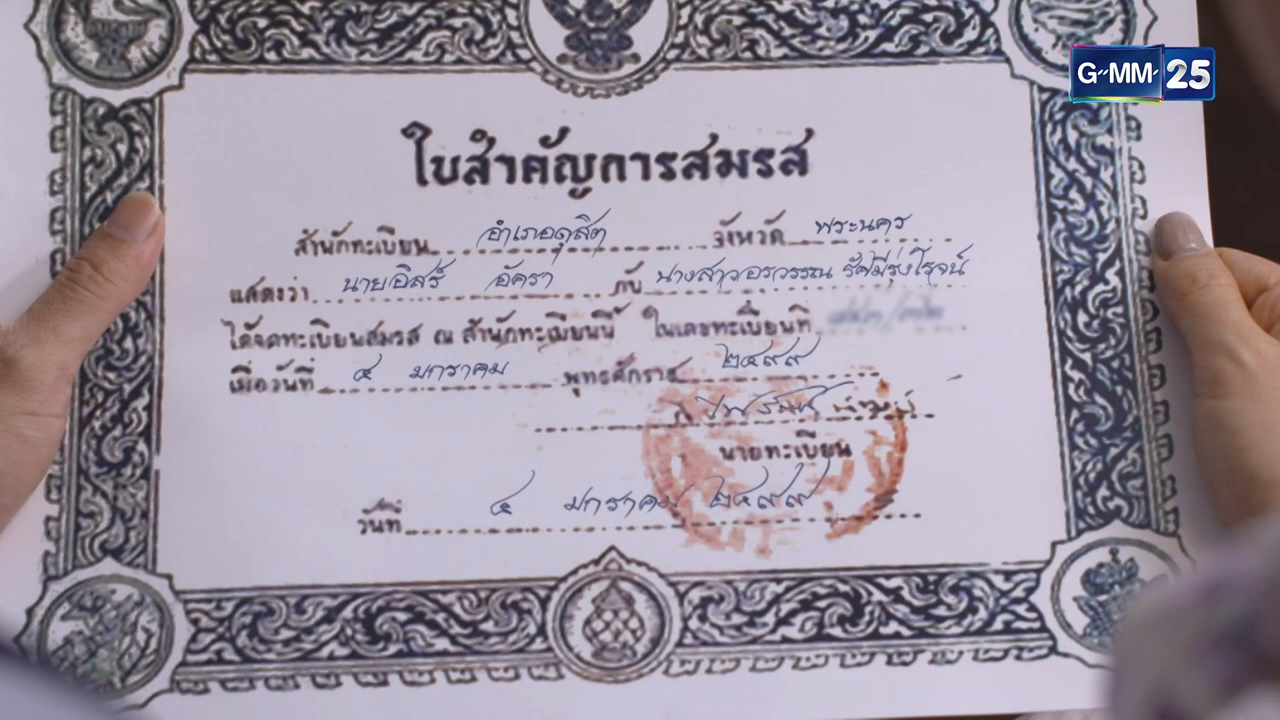 G-MM 25
ใบสำคัญการสมรส
สำนักทะเบียน อำเภอดุสิต จังหวัด พระนคร
แสดงว่า นายอิสร์ อัครา กับ นางสาวอรวรรณ รัศมีรุ่งโรจน์
ได้จดทะเบียนสมรส ณ สำนักทะเบียนนี้ ในเลขทะเบียนที่
เมื่อวันที่ ๔ มกราคม พุทธศักราช ๒๔๙๙
นายทะเบียน
วันที่ ๔ มกราคม ๒๔๙๙